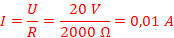 I = U/R = 20 V / 2000 Ω = 0,01 A